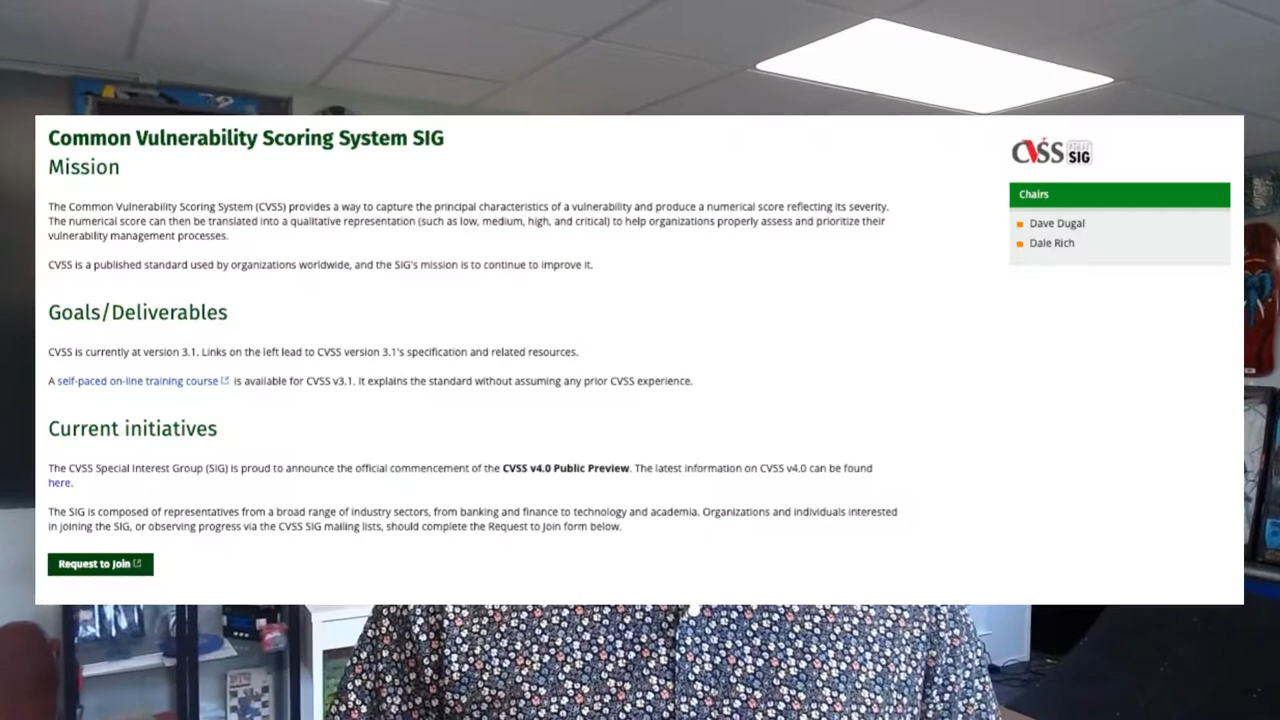 Common Vulnerability Scoring System SIG
Mission
The Common Vulnerability Scoring System (CVSS) provides a way to capture the principal characteristics of a vulnerability and produce a numerical score reflecting its severity.
The numerical score can then be translated into a qualitative representation (such as low, medium, high, and critical) to help organizations properly assess and prioritize their
vulnerability management processes.
CVSS is a published standard used by organizations worldwide, and the SIG's mission is to continue to improve it.
Goals/Deliverables
CVSS is currently at version 3.1. Links on the left lead to CVSS version 3.1's specification and related resources.
A self-paced on-line training course is available for CVSS v3.1. It explains the standard without assuming any prior CVSS experience.
Current initiatives
The CVSS Special Interest Group (SIG) is proud to announce the official commencement of the CVSS v4.0 Public Preview. The latest information on CVSS v4.0 can be found
here.
The SIG is composed of representatives from a broad range of industry sectors, from banking and finance to technology and academia. Organizations and individuals interested
in joining the SIG, or observing progress via the CVSS SIG mailing lists, should complete the Request to Join form below.
Request to Join
CVSS SIG
Chairs
Dave Dugal
Dale Rich